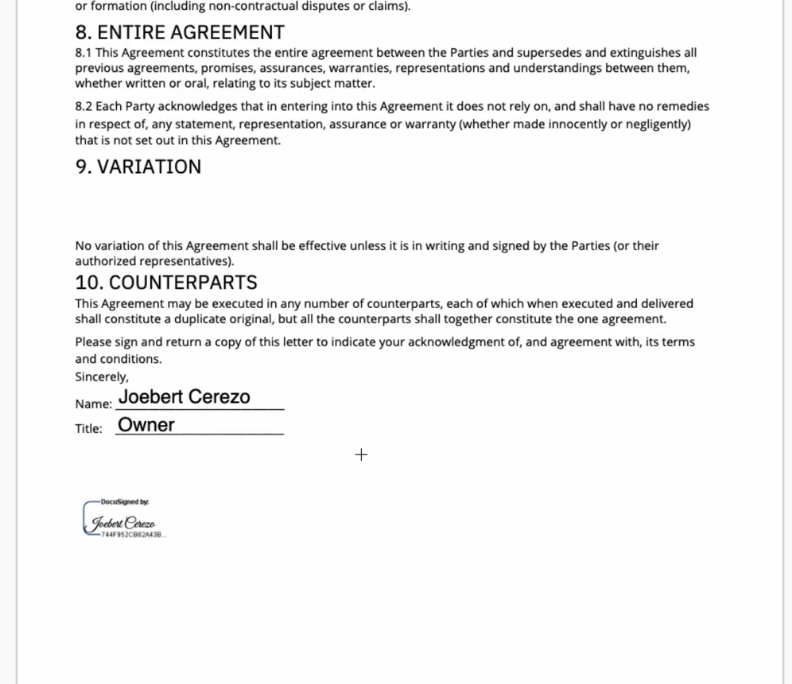 or formation (including non-contractual disputes or claims).
8. ENTIRE AGREEMENT
8.1 This Agreement constitutes the entire agreement between the Parties and supersedes and extinguishes all
previous agreements, promises, assurances, warranties, representations and understandings between them,
whether written or oral, relating to its subject matter.
8.2 Each Party acknowledges that in entering into this Agreement it does not rely on, and shall have no remedies
in respect of, any statement, representation, assurance or warranty (whether made innocently or negligently)
that is not set out in this Agreement.
9. VARIATION
No variation of this Agreement shall be effective unless it is in writing and signed by the Parties (or their
authorized representatives).
10. COUNTERPARTS
This Agreement may be executed in any number of counterparts, each of which when executed and delivered
shall constitute a duplicate original, but all the counterparts shall together constitute the one agreement.
Please sign and return a copy of this letter to indicate your acknowledgment of, and agreement with, its terms
and conditions.
Sincerely,
Name: Joebert Cerezo
Title: Owner
DocuSigned by:
Joebert Cerezo
744F952CB82A43B...